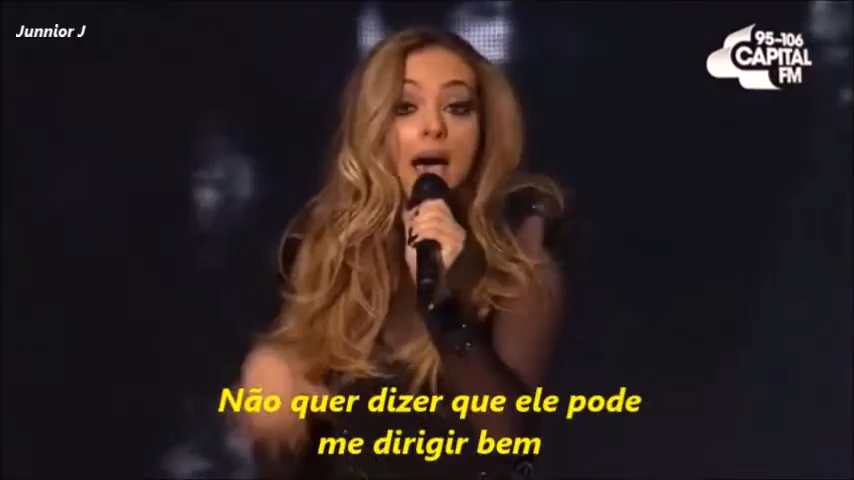 Junnior J
95-106
CAPITAL
FM
Não quer dizer que ele pode
me dirigir bem